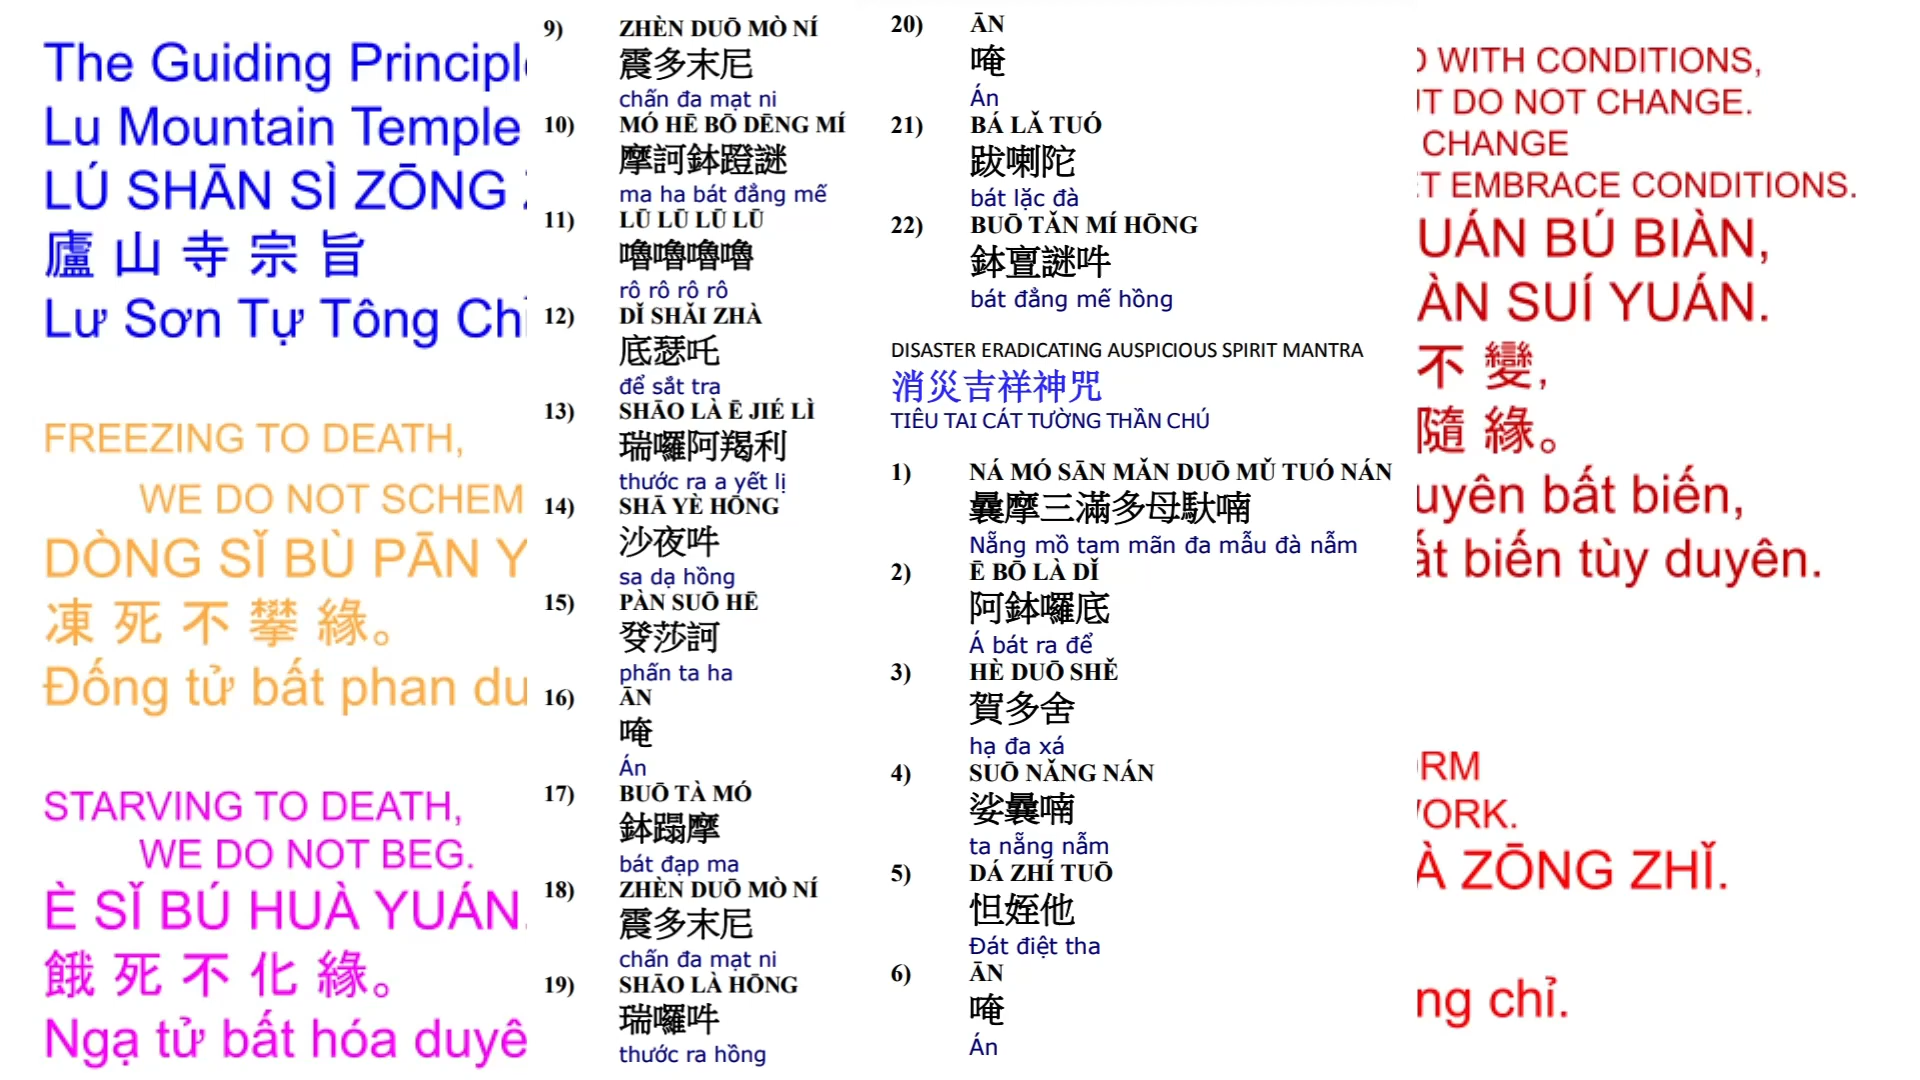 The Guiding Principl
Lu Mountain Temple
LÚ SHĀN SÌ ZŌNG
廬 山 寺 宗 旨
Lư Sơn Tự Tông Chỉ
FREEZING TO DEATH,
WE DO NOT SCHEM
DÒNG SǏ BÙ PĀN Y
凍 死 不 攀 緣。
Đống tử bất phan du
STARVING TO DEATH,
WE DO NOT BEG.
È SǏ BÚ HUÀ YUÁN.
餓 死 不 化 緣。
Ngạ tử bất hóa duyê
9) ZHÈN DUŌ MÒ NÍ
震多末尼
chấn đa mạt ni
10) MÓ HĒ BŌ DĒNG MÍ
摩訶鉢蹬謎
ma ha bát đẳng mế
11) LŪ LŪ LŪ LŪ
嚕嚕嚕嚕
rô rô rô rô
12) DǏ SHǍI ZHÀ
底瑟吒
để sắt tra
13) SHĀO LÀ Ē JIÉ LÌ
瑞囉阿羯利
thước ra a yết lị
14) SHĀ YÈ HŌNG
沙夜吽
sa dạ hồng
15) PÀN SUŌ HĒ
癹莎訶
phấn ta ha
16) ĀN
唵
Án
17) BUŌ TÀ MÓ
鉢蹋摩
bát đạp ma
18) ZHÈN DUŌ MÒ NÍ
震多末尼
chấn đa mạt ni
19) SHĀO LÀ HŌNG
瑞囉吽
thước ra hồng
20) ĀN
唵
Án
21) BÁ LǍ TUÓ
跋喇陀
bát lặc đà
22) BUŌ TǍN MÍ HŌNG
鉢亶謎吽
bát đẳng mế hồng
DISASTER ERADICATING AUSPICIOUS SPIRIT MANTRA
消災吉祥神咒
TIÊU TAI CÁT TƯỜNG THẦN CHÚ
1) NÁ MÓ SĀN MǍN DUŌ MǓ TUÓ NÁN
曩摩三滿多母馱喃
Nẵng mồ tam mãn đa mẫu đà nẫm
2) Ē BŌ LÀ DǏ
阿鉢囉底
Á bát ra để
3) HÈ DUŌ SHĚ
賀多舍
hạ đa xá
4) SUŌ NǍNG NÁN
娑曩喃
ta nẵng nẫm
5) DÁ ZHÍ TUŌ
怛姪他
Đát điệt tha
6) ĀN
唵
Án
WITH CONDITIONS,
DO NOT CHANGE.
CHANGE
EMBRACE CONDITIONS.
UÁN BÚ BIÀN,
ÀN SUÍ YUÁN.
不 變,
隨 緣。
uyên bất biến,
ất biến tùy duyên.
RM
ORK.
À ZŌNG ZHǏ.
ng chỉ.